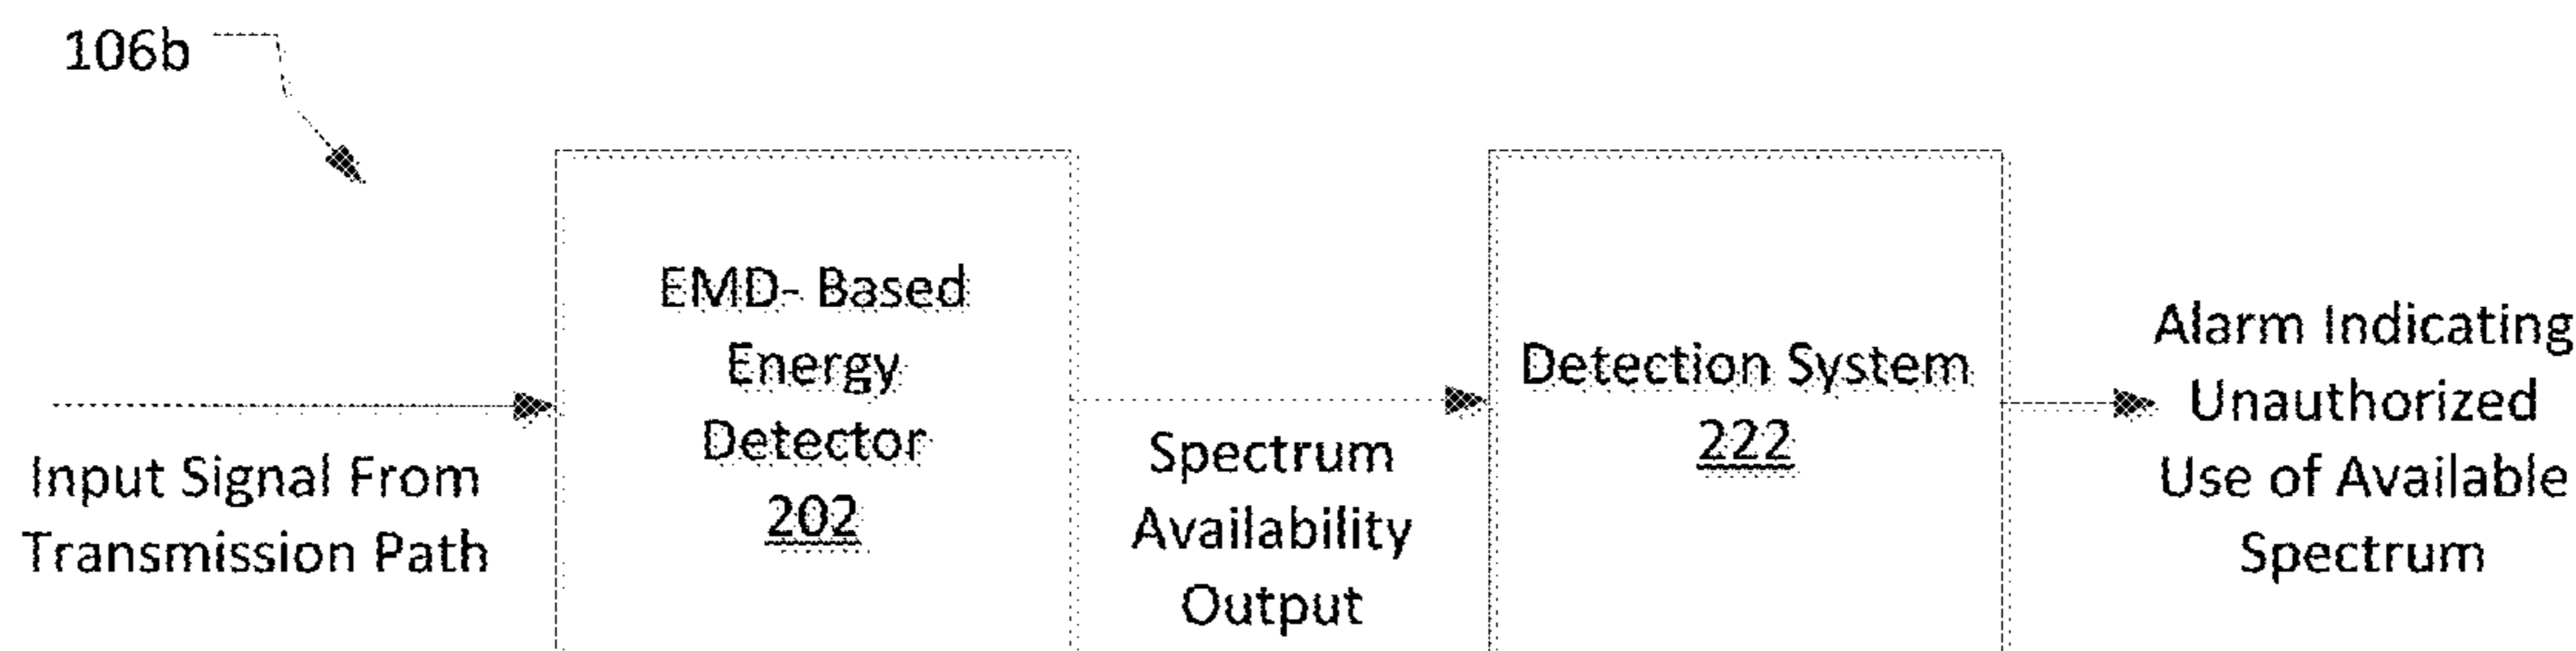 106b
EMD- Based
Energy
Detector
202
Input Signal From
Transmission Path
Spectrum
Availability
Output
Detection System
222
Alarm Indicating
Unauthorized
Use of Available
Spectrum